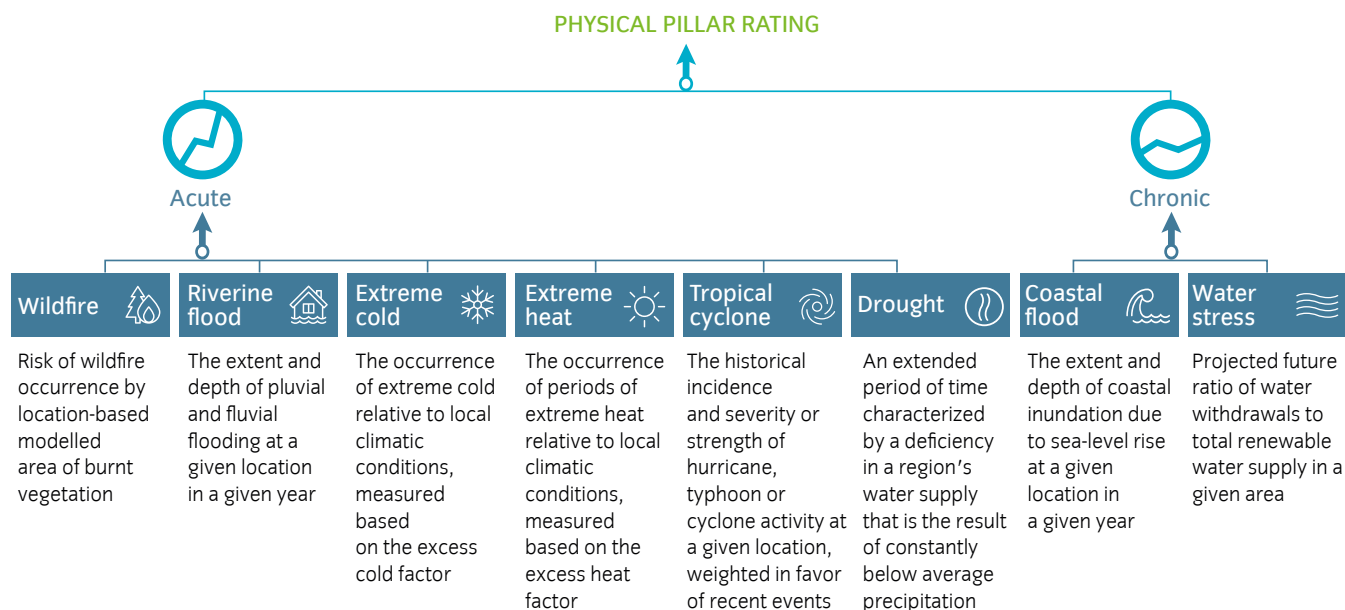 PHYSICAL PILLAR RATING
Acute
Chronic
Wildfire
Risk of wildfire
occurrence by
location-based
modelled
area of burnt
vegetation
Riverine
flood
The extent and
depth of pluvial
and fluvial
flooding at a
given location
in a given year
Extreme
cold
The occurrence
of extreme cold
relative to local
climatic
conditions,
measured
based
on the excess
cold factor
Extreme
heat
The occurrence
of periods of
extreme heat
relative to local
climatic
conditions,
measured
based on the
excess heat
factor
Tropical
cyclone
The historical
incidence
and severity or
strength of
hurricane,
typhoon or
cyclone activity at
a given location,
weighted in favor
of recent events
Drought
An extended
period of time
characterized
by a deficiency
in a region's
water supply
that is the result
of constantly
below average
precipitation
Coastal
flood
The extent and
depth of coastal
inundation due
to sea-level rise
at a given
location in
a given year
Water
stress
Projected future
ratio of water
withdrawals to
total renewable
water supply in a
given area